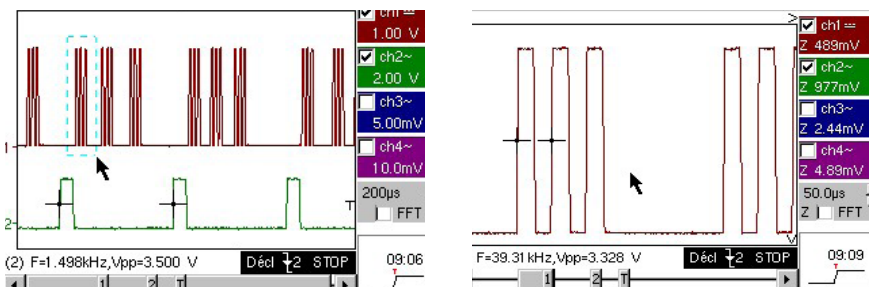 ch1
1.00 V
ch2~
2.00 V
ch3~
5.00mV
ch4~
10.0mV
200µs
FFT
1
2
T
(2) F=1.498kHz,Vpp=3.500 V
Décl 2 STOP
09:06
1 2 T
ch1
Z 489mV
ch2~
Z 977mV
ch3~
Z 2.44mV
ch4~
Z 4.89mV
50.0µs
Z FFT
F=39.31 kHz,Vpp=3.328 V
Décl 2 STOP
09:09
1 2 T